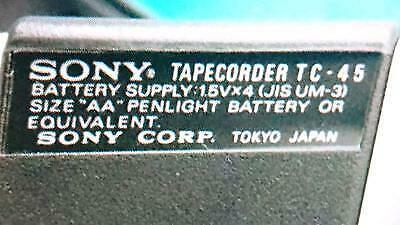 SONY® TAPECORDER TC-45
BATTERY SUPPLY:1.5V×4 (JIS UM-3)
SIZE "AA" PENLIGHT BATTERY OR
EQUIVALENT.
SONY CORP. TOKYO JAPAN